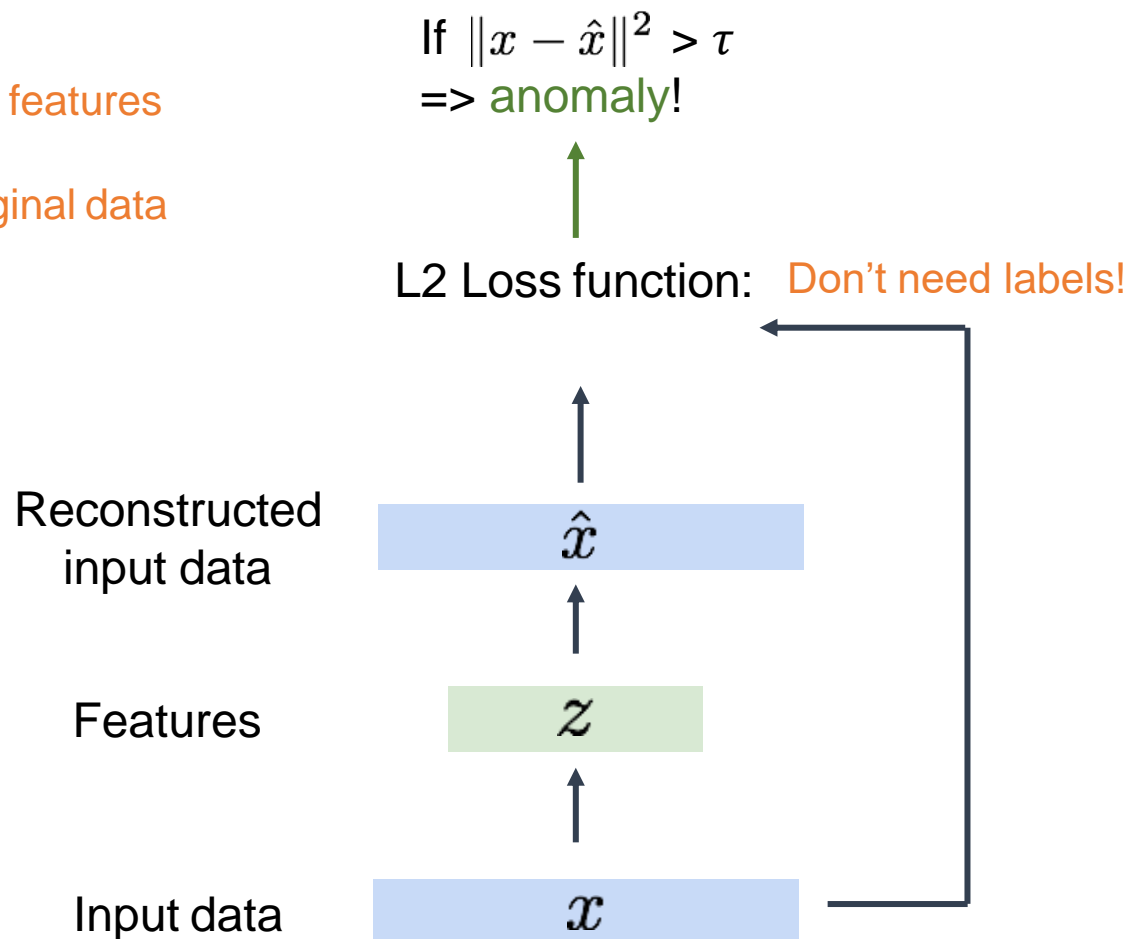 If ‖x − x̂‖² > τ
features
=> anomaly!
ginal data
L2 Loss function:
Don’t need labels!
Reconstructed
input data
x̂
Features
z
Input data
x